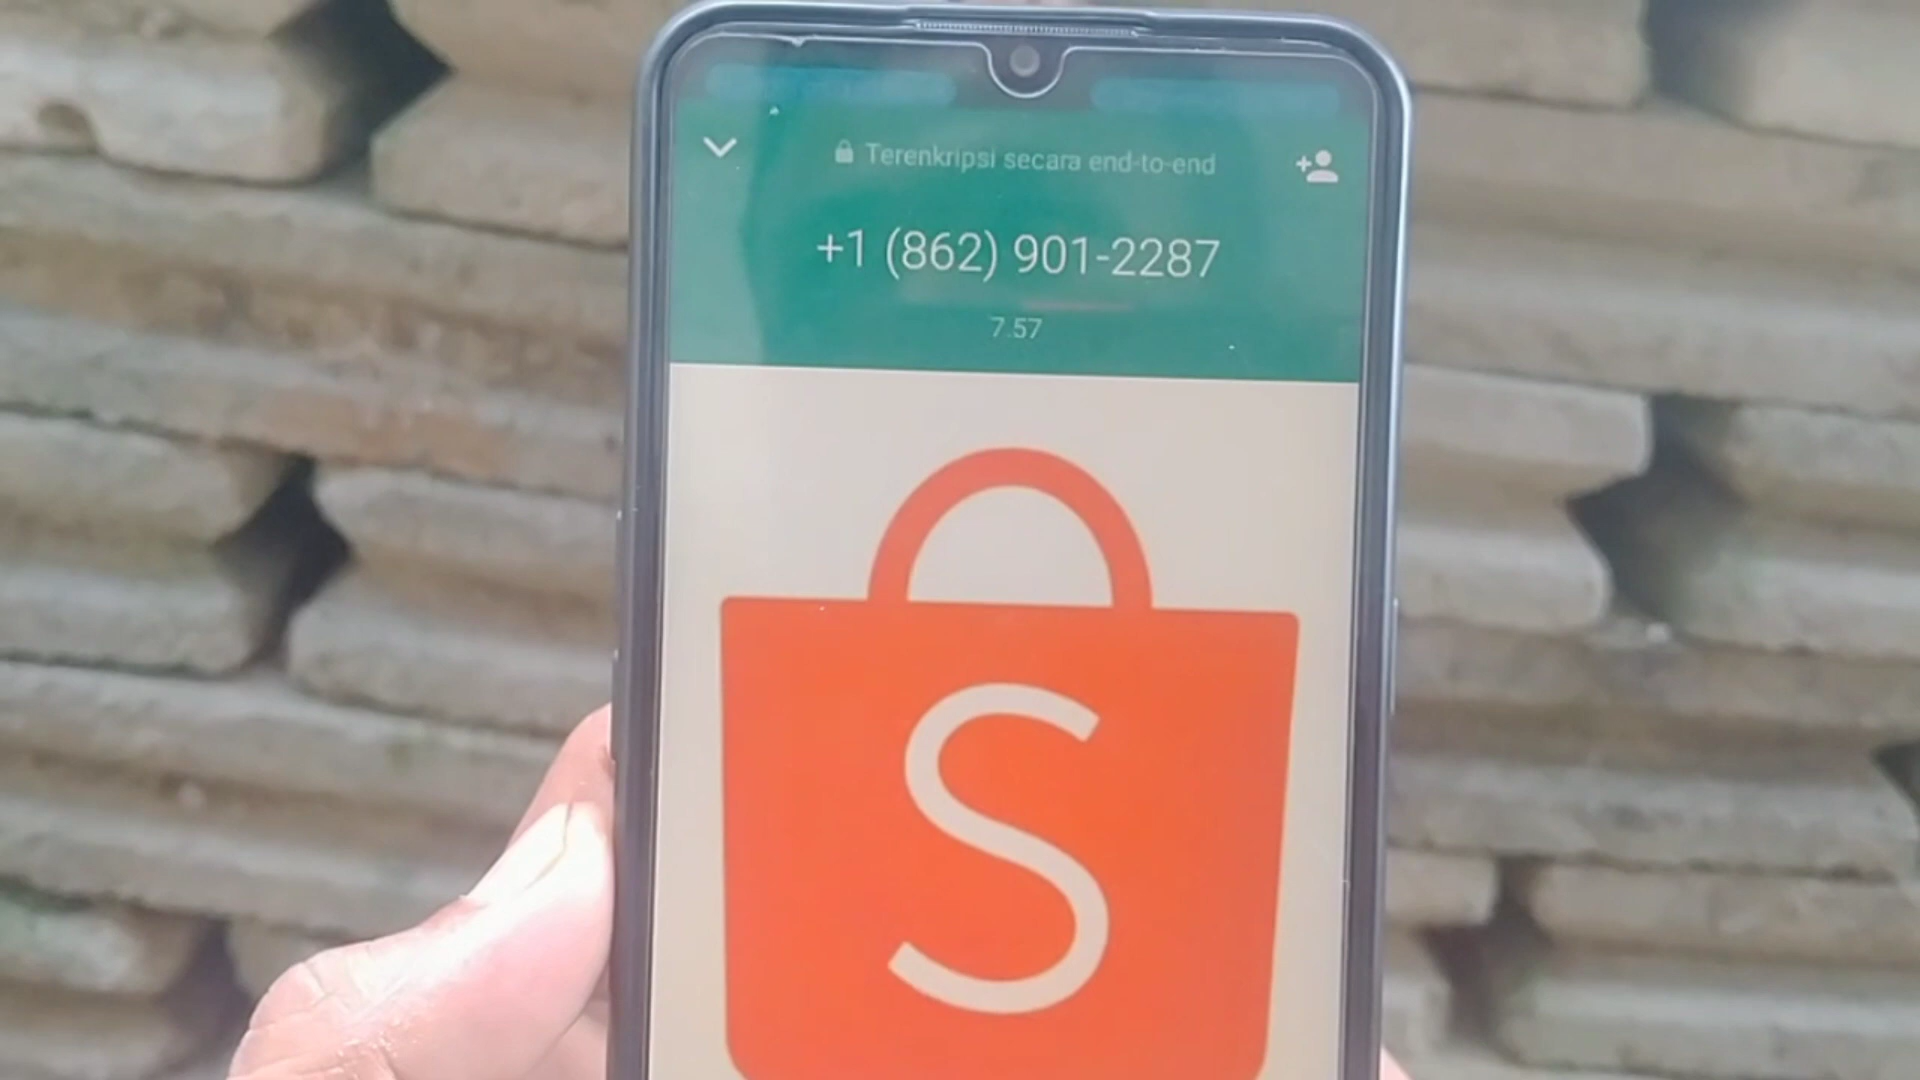 Terenkripsi secara end-to-end
+1 (862) 901-2287
7.57
S